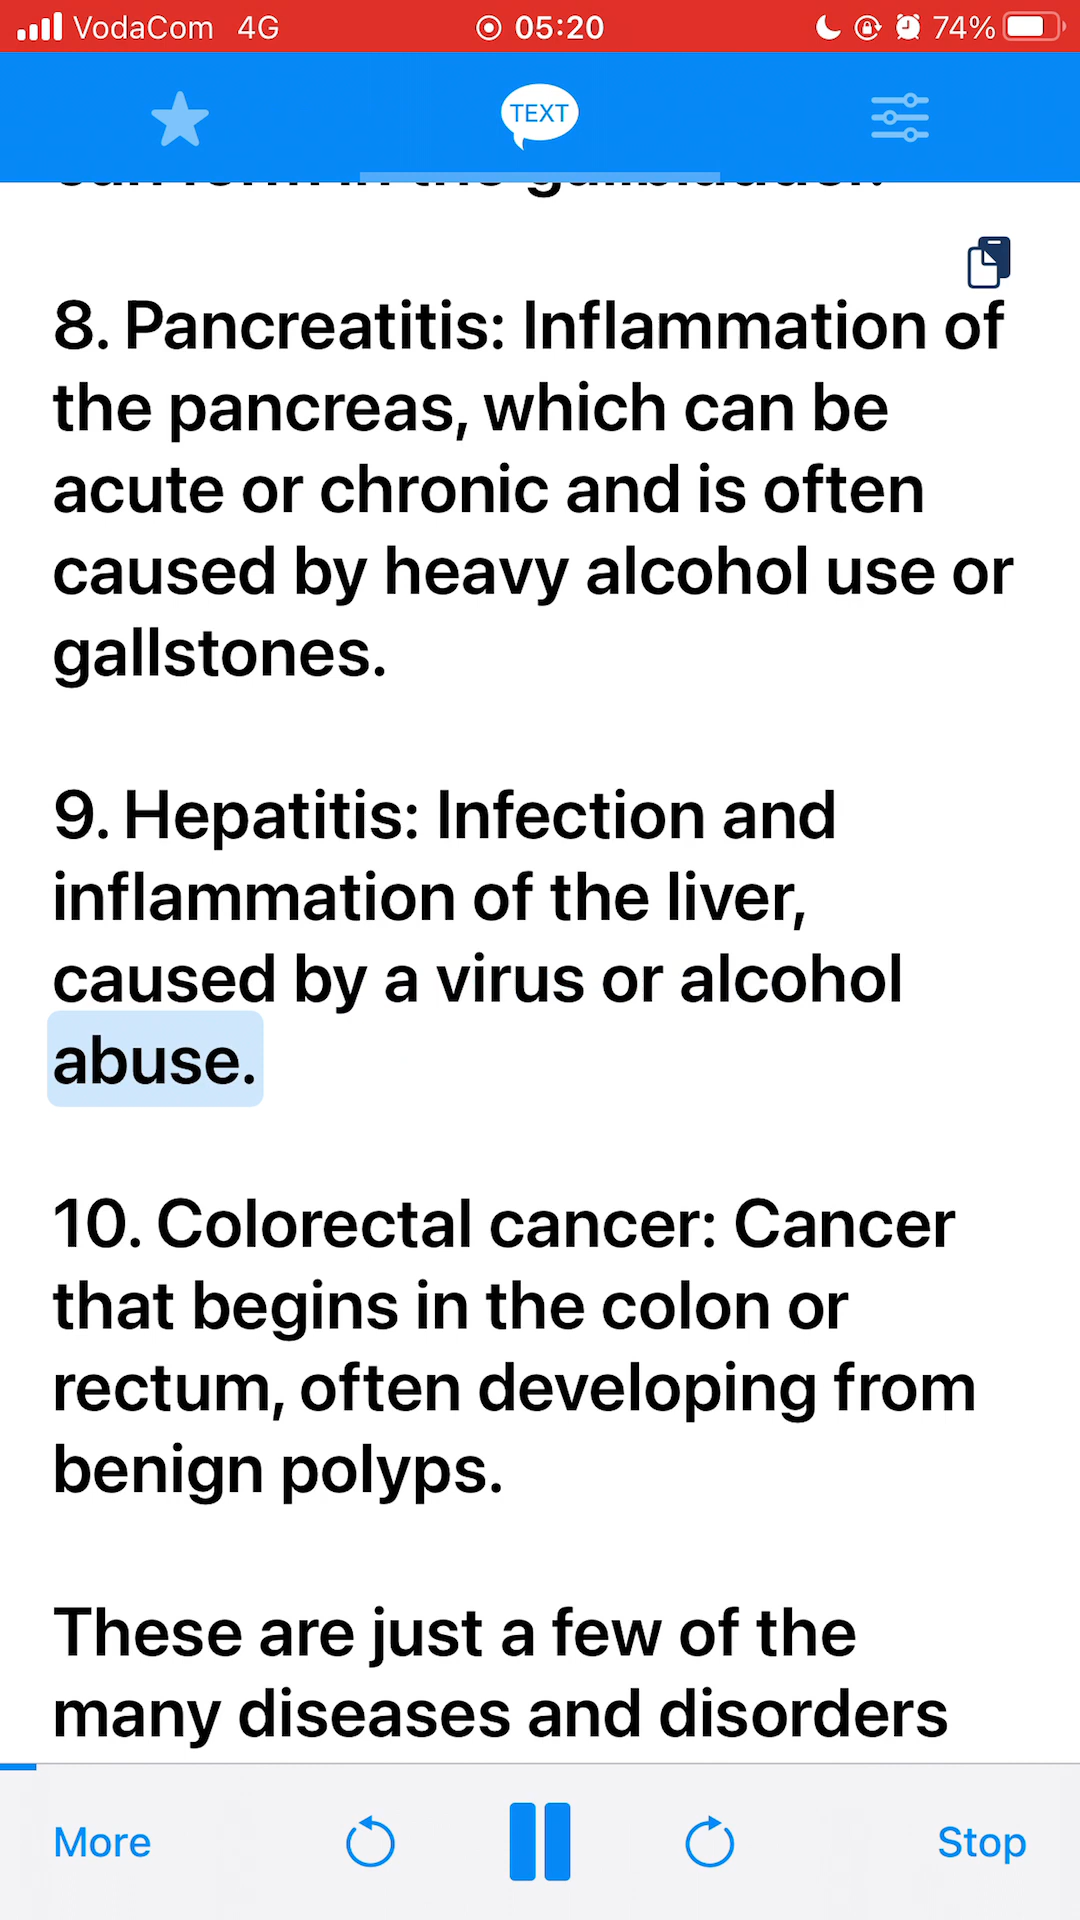 VodaCom 4G 05:20 74%
TEXT
8. Pancreatitis: Inflammation of
the pancreas, which can be
acute or chronic and is often
caused by heavy alcohol use or
gallstones.
9. Hepatitis: Infection and
inflammation of the liver,
caused by a virus or alcohol
abuse.
10. Colorectal cancer: Cancer
that begins in the colon or
rectum, often developing from
benign polyps.
These are just a few of the
many diseases and disorders
More Stop